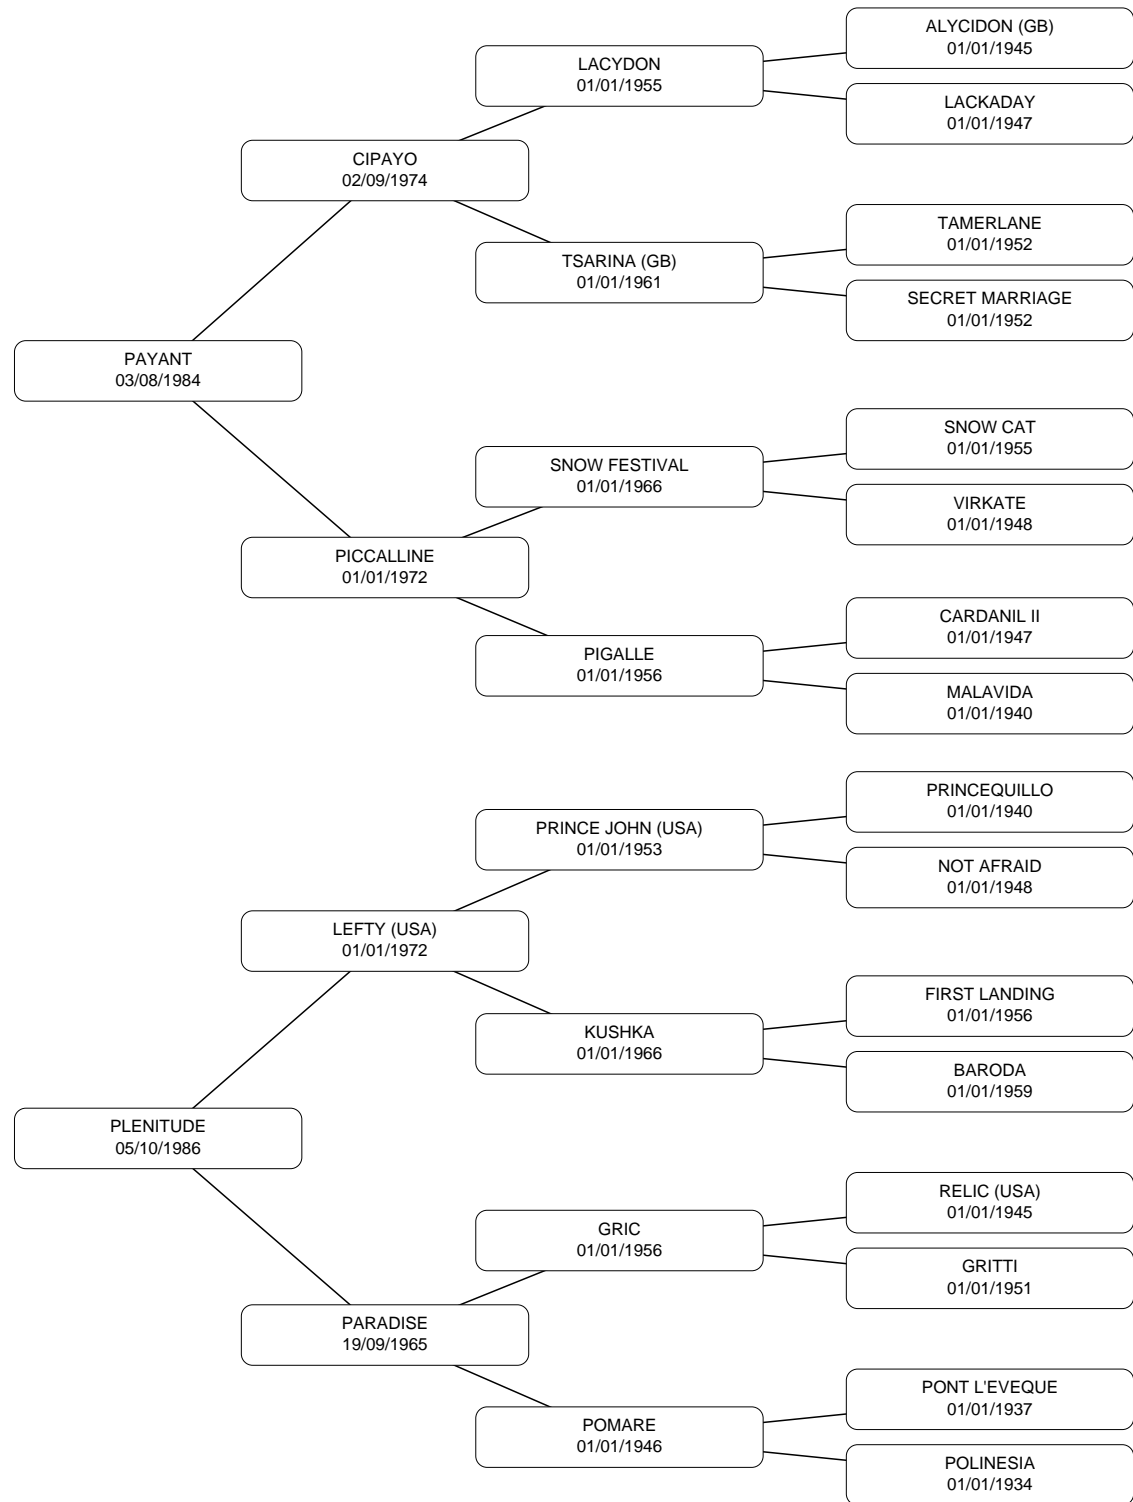 ALYCIDON (GB)
01/01/1945
LACYDON
01/01/1955
LACKADAY
01/01/1947
CIPAYO
02/09/1974
TAMERLANE
01/01/1952
TSARINA (GB)
01/01/1961
SECRET MARRIAGE
01/01/1952
PAYANT
03/08/1984
SNOW CAT
01/01/1955
SNOW FESTIVAL
01/01/1966
VIRKATE
01/01/1948
PICCALLINE
01/01/1972
CARDANIL II
01/01/1947
PIGALLE
01/01/1956
MALAVIDA
01/01/1940
PRINCEQUILLO
01/01/1940
PRINCE JOHN (USA)
01/01/1953
NOT AFRAID
01/01/1948
LEFTY (USA)
01/01/1972
FIRST LANDING
01/01/1956
KUSHKA
01/01/1966
BARODA
01/01/1959
PLENITUDE
05/10/1986
RELIC (USA)
01/01/1945
GRIC
01/01/1956
GRITTI
01/01/1951
PARADISE
19/09/1965
PONT L'EVEQUE
01/01/1937
POMARE
01/01/1946
POLINESIA
01/01/1934